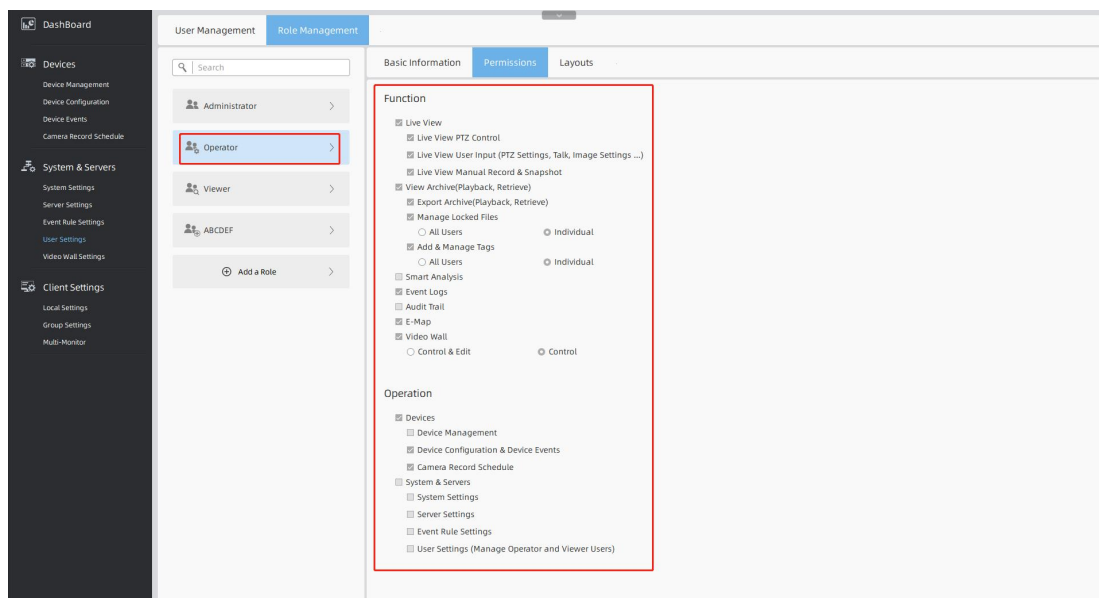 DashBoard
Devices
Device Management
Device Configuration
Device Events
Camera Record Schedule
System & Servers
System Settings
Server Settings
Event Rule Settings
User Settings
Video Wall Settings
Client Settings
Local Settings
Group Settings
Multi-Monitor
User Management
Role Management
Search
Administrator
Operator
Viewer
ABCDEF
Add a Role
Basic Information
Permissions
Layouts
Function
Live View
Live View PTZ Control
Live View User Input (PTZ Settings, Talk, Image Settings ...)
Live View Manual Record & Snapshot
View Archive(Playback, Retrieve)
Export Archive(Playback, Retrieve)
Manage Locked Files
All Users Individual
Add & Manage Tags
All Users Individual
Smart Analysis
Event Logs
Audit Trail
E-Map
Video Wall
Control & Edit Control
Operation
Devices
Device Management
Device Configuration & Device Events
Camera Record Schedule
System & Servers
System Settings
Server Settings
Event Rule Settings
User Settings (Manage Operator and Viewer Users)